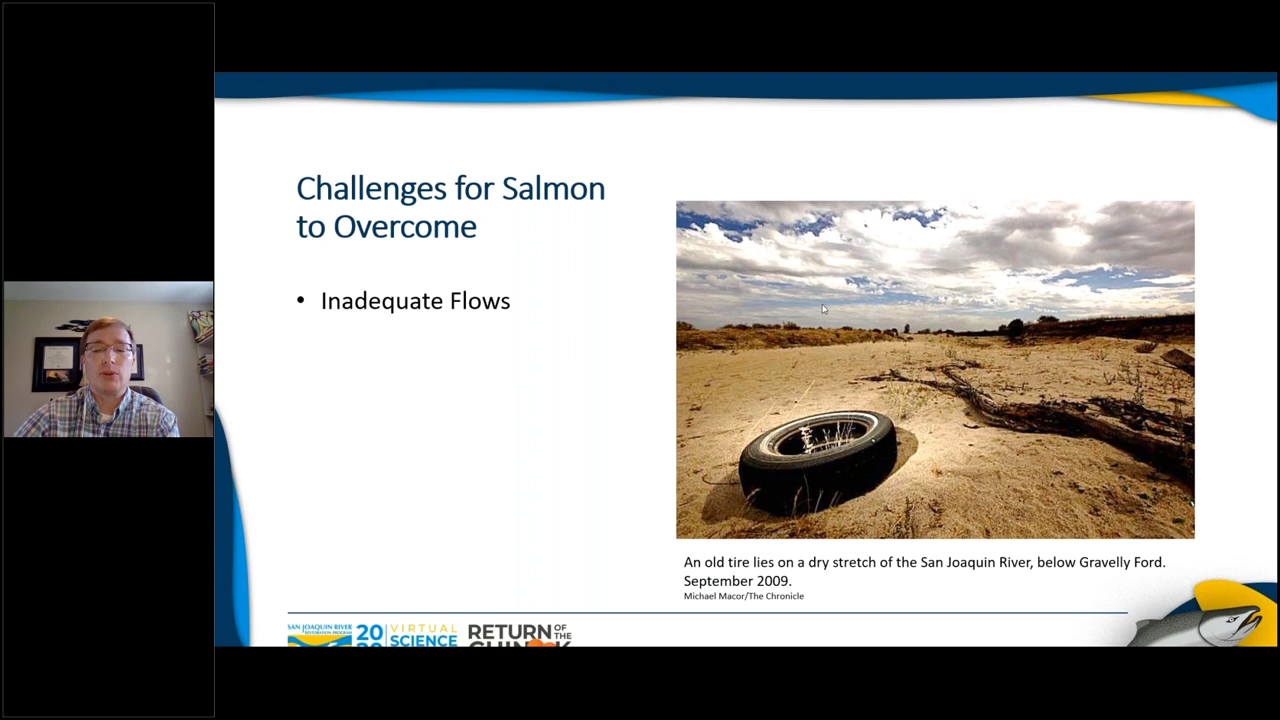 Challenges for Salmon
to Overcome
• Inadequate Flows
An old tire lies on a dry stretch of the San Joaquin River, below Gravelly Ford.
September 2009.
Michael Macor/The Chronicle
SAN JOAQUIN RIVER
RESTORATION PROGRAM
20
VIRTUAL
SCIENCE
RETURN OF THE